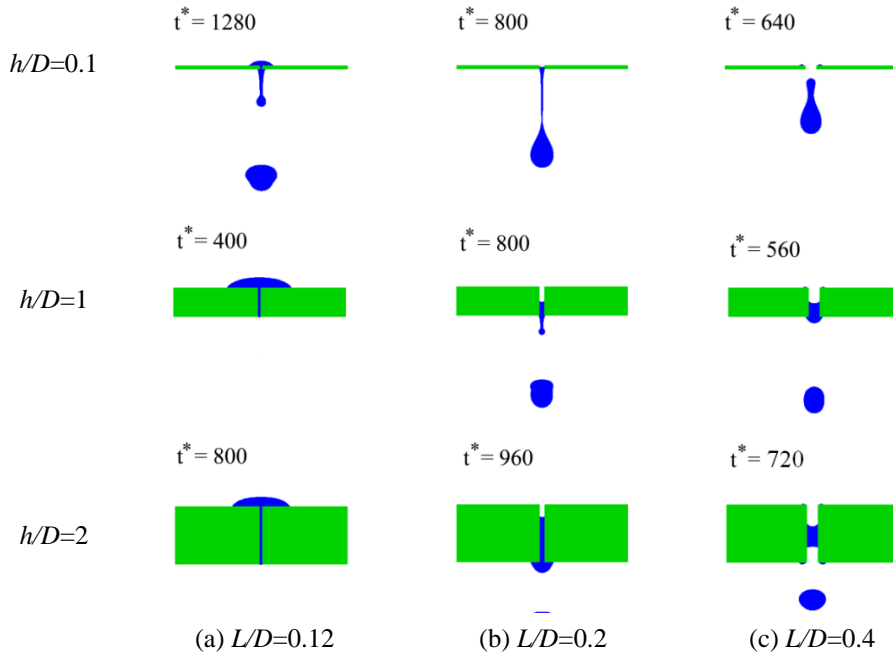 t* = 1280 t* = 800 t* = 640
h/D=0.1
t* = 400 t* = 800 t* = 560
h/D=1
t* = 800 t* = 960 t* = 720
h/D=2
(a) L/D=0.12 (b) L/D=0.2 (c) L/D=0.4